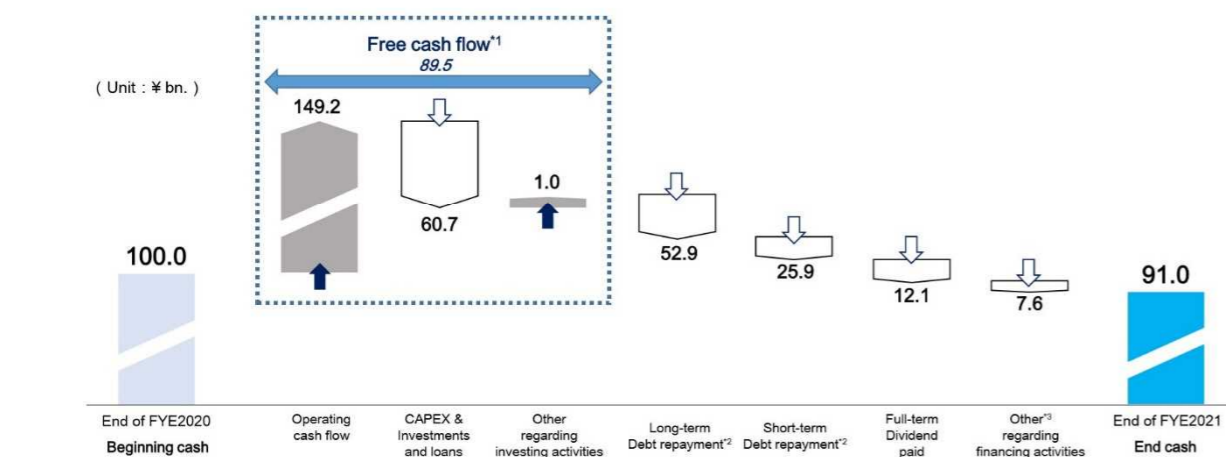 Free cash flow*1
89.5
( Unit : ¥ bn. )
149.2
60.7
1.0
52.9
25.9
12.1
7.6
100.0
91.0
End of FYE2020
Beginning cash
Operating
cash flow
CAPEX &
Investments
and loans
Other
regarding
investing activities
Long-term
Debt repayment*2
Short-term
Debt repayment*2
Full-term
Dividend
paid
Other*3
regarding
financing activities
End of FYE2021
End cash